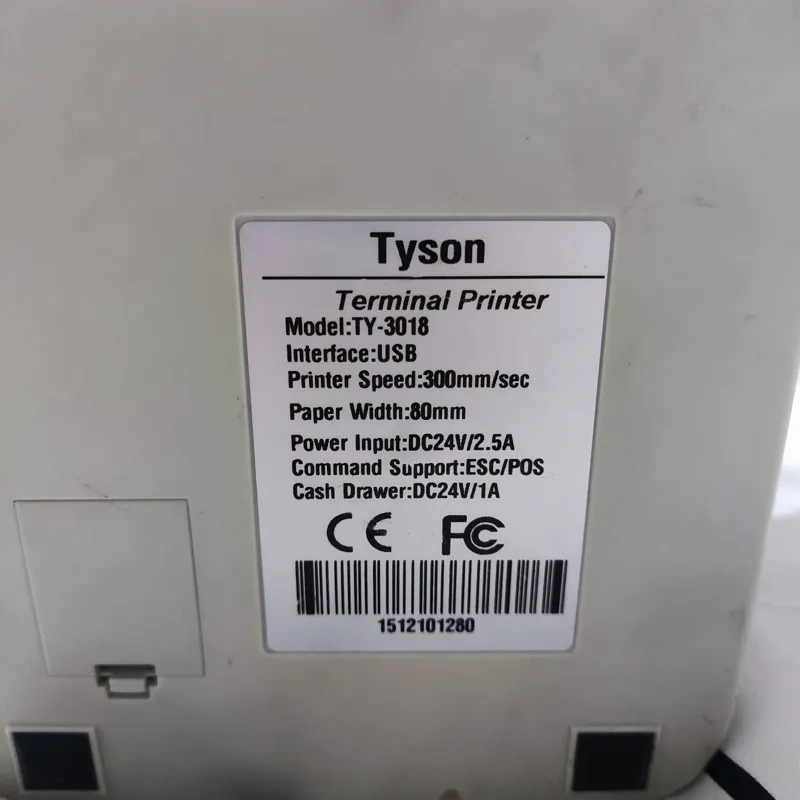 Tyson
Terminal Printer
Model:TY-3018
Interface:USB
Printer Speed:300mm/sec
Paper Width:80mm
Power Input:DC24V/2.5A
Command Support:ESC/POS
Cash Drawer:DC24V/1A
CE FC
1512101280